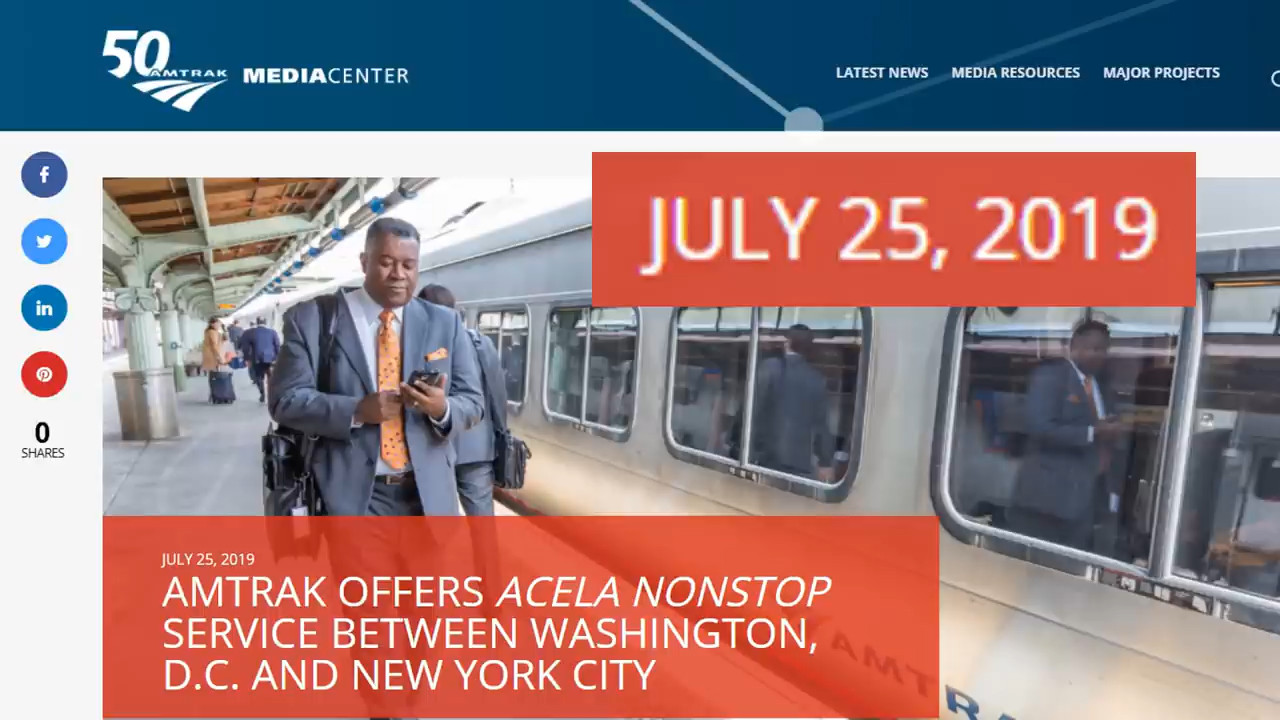 50
AMTRAK
MEDIACENTER
LATEST NEWS
MEDIA RESOURCES
MAJOR PROJECTS
JULY 25, 2019
0
SHARES
JULY 25, 2019
AMTRAK OFFERS ACELA NONSTOP
SERVICE BETWEEN WASHINGTON,
D.C. AND NEW YORK CITY
AMTRA